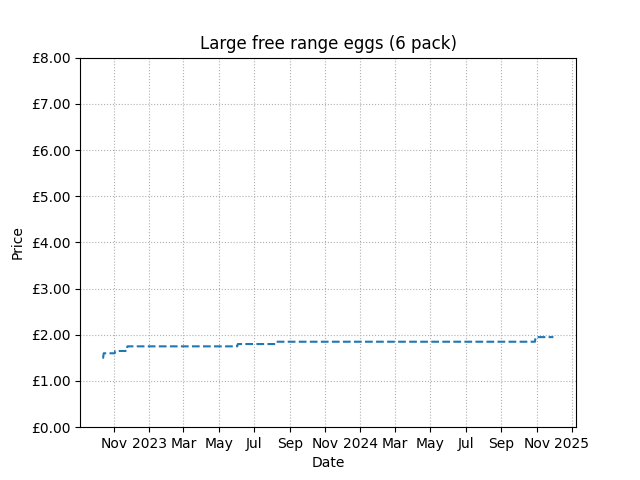 Large free range eggs (6 pack)
£8.00
£7.00
£6.00
£5.00
£4.00
£3.00
£2.00
£1.00
£0.00
Price
Nov 2023 Mar May Jul Sep Nov 2024 Mar May Jul Sep Nov 2025
Date